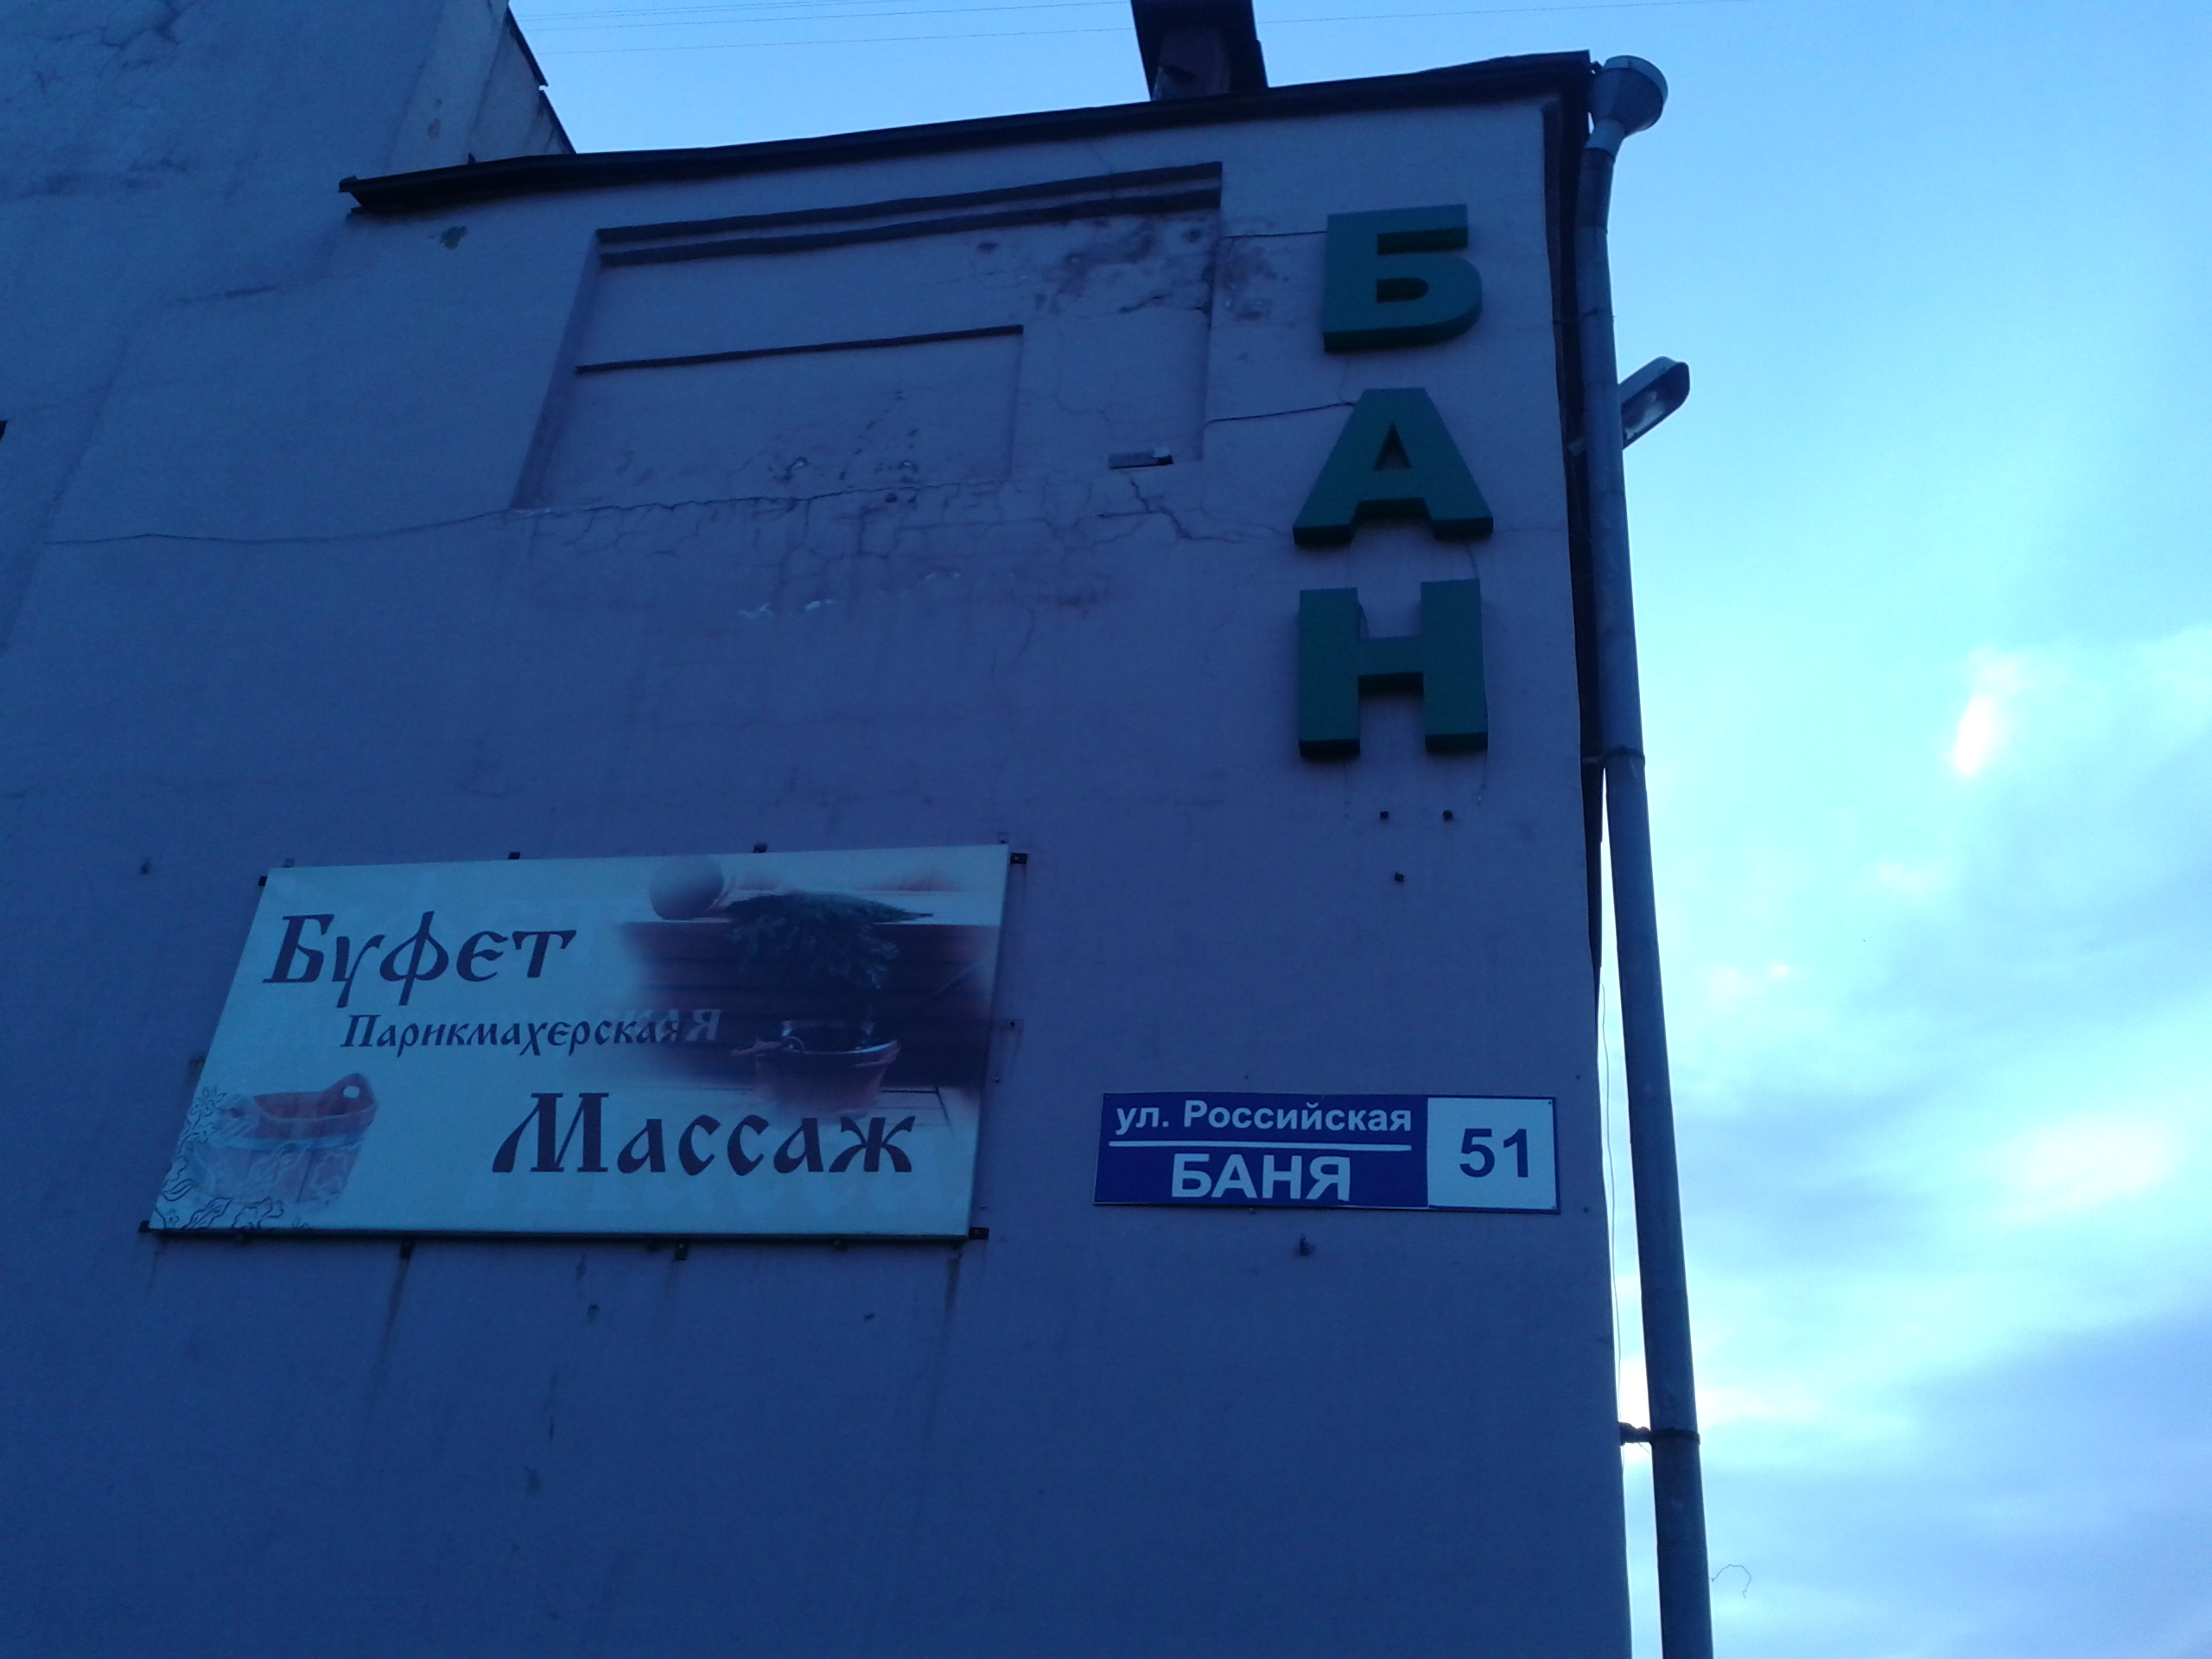 Б
А
Н
Буфет
Парикмахерская
Массаж
ул. Российская
БАНЯ
51